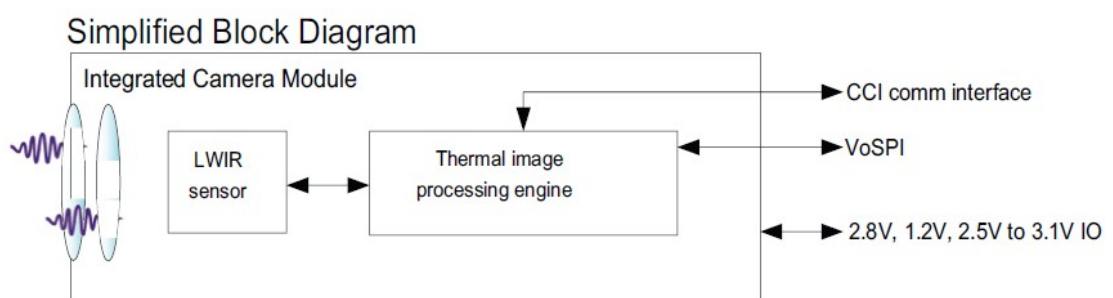 Simplified Block Diagram
Integrated Camera Module
LWIR
sensor
Thermal image
processing engine
CCI comm interface
VoSPI
2.8V, 1.2V, 2.5V to 3.1V IO